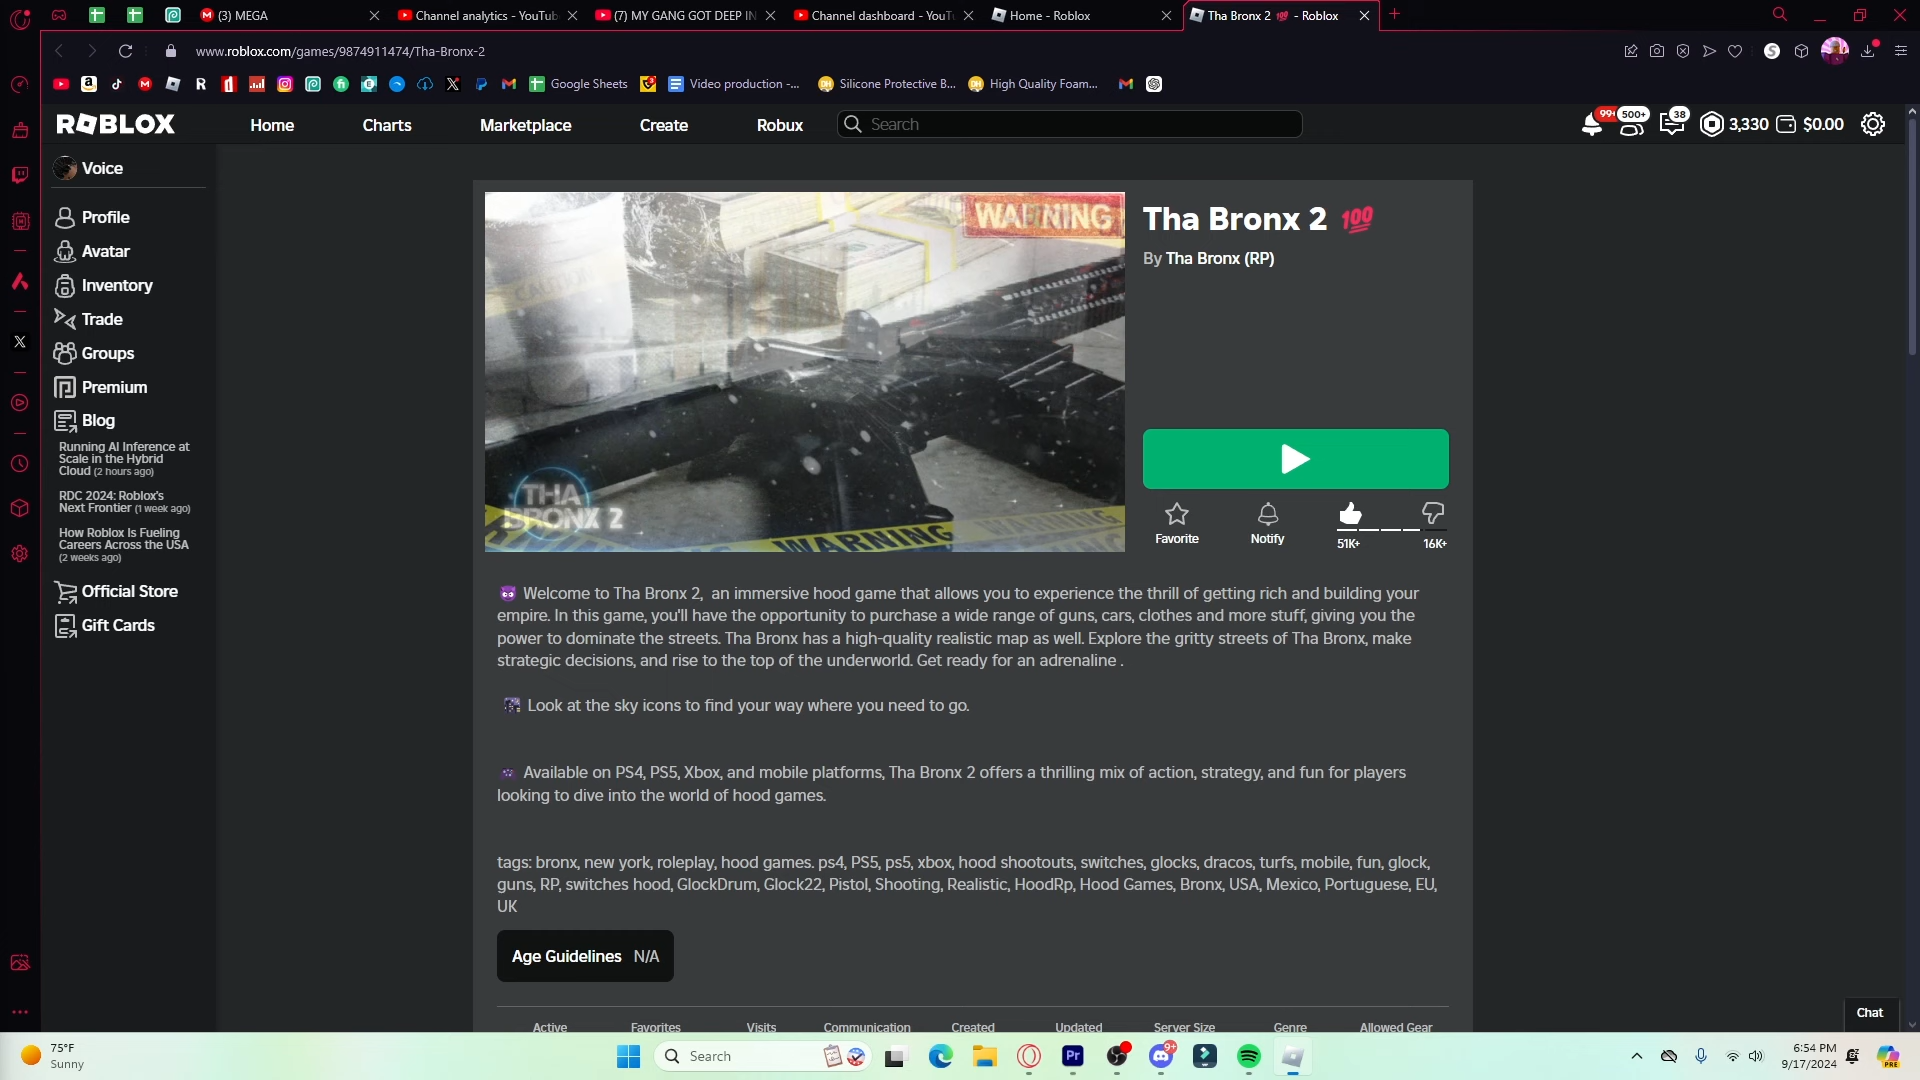 (3) MEGA
Channel analytics - YouTub
(7) MY GANG GOT DEEP IN
Channel dashboard - YouTu
Home - Roblox
Tha Bronx 2 💯 - Roblox
www.roblox.com/games/9874911474/Tha-Bronx-2
Google Sheets
Video production -...
Silicone Protective B...
High Quality Foam...
ROBLOX
Home
Charts
Marketplace
Create
Robux
Search
99+
500+
38
3,330
$0.00
Voice
Profile
Avatar
Inventory
Trade
Groups
Premium
Blog
Running AI Inference at
Scale in the Hybrid
Cloud (2 hours ago)
RDC 2024: Roblox's
Next Frontier (1 week ago)
How Roblox Is Fueling
Careers Across the USA
(2 weeks ago)
Official Store
Gift Cards
WARNING
THA
BRONX 2
WARNING
Tha Bronx 2 💯
By Tha Bronx (RP)
Favorite
Notify
51K+
16K+
😈 Welcome to Tha Bronx 2, an immersive hood game that allows you to experience the thrill of getting rich and building your
empire. In this game, you'll have the opportunity to purchase a wide range of guns, cars, clothes and more stuff, giving you the
power to dominate the streets. Tha Bronx has a high-quality realistic map as well. Explore the gritty streets of Tha Bronx, make
strategic decisions, and rise to the top of the underworld. Get ready for an adrenaline .
🌃 Look at the sky icons to find your way where you need to go.
🎮 Available on PS4, PS5, Xbox, and mobile platforms, Tha Bronx 2 offers a thrilling mix of action, strategy, and fun for players
looking to dive into the world of hood games.
tags: bronx, new york, roleplay, hood games. ps4, PS5, ps5, xbox, hood shootouts, switches, glocks, dracos, turfs, mobile, fun, glock,
guns, RP, switches hood, GlockDrum, Glock22, Pistol, Shooting, Realistic, HoodRp, Hood Games, Bronx, USA, Mexico, Portuguese, EU,
UK
Age Guidelines N/A
Active
Favorites
Visits
Communication
Created
Updated
Server Size
Genre
Allowed Gear
Chat
75°F
Sunny
Search
Pr
9+
6:54 PM
9/17/2024
PRE